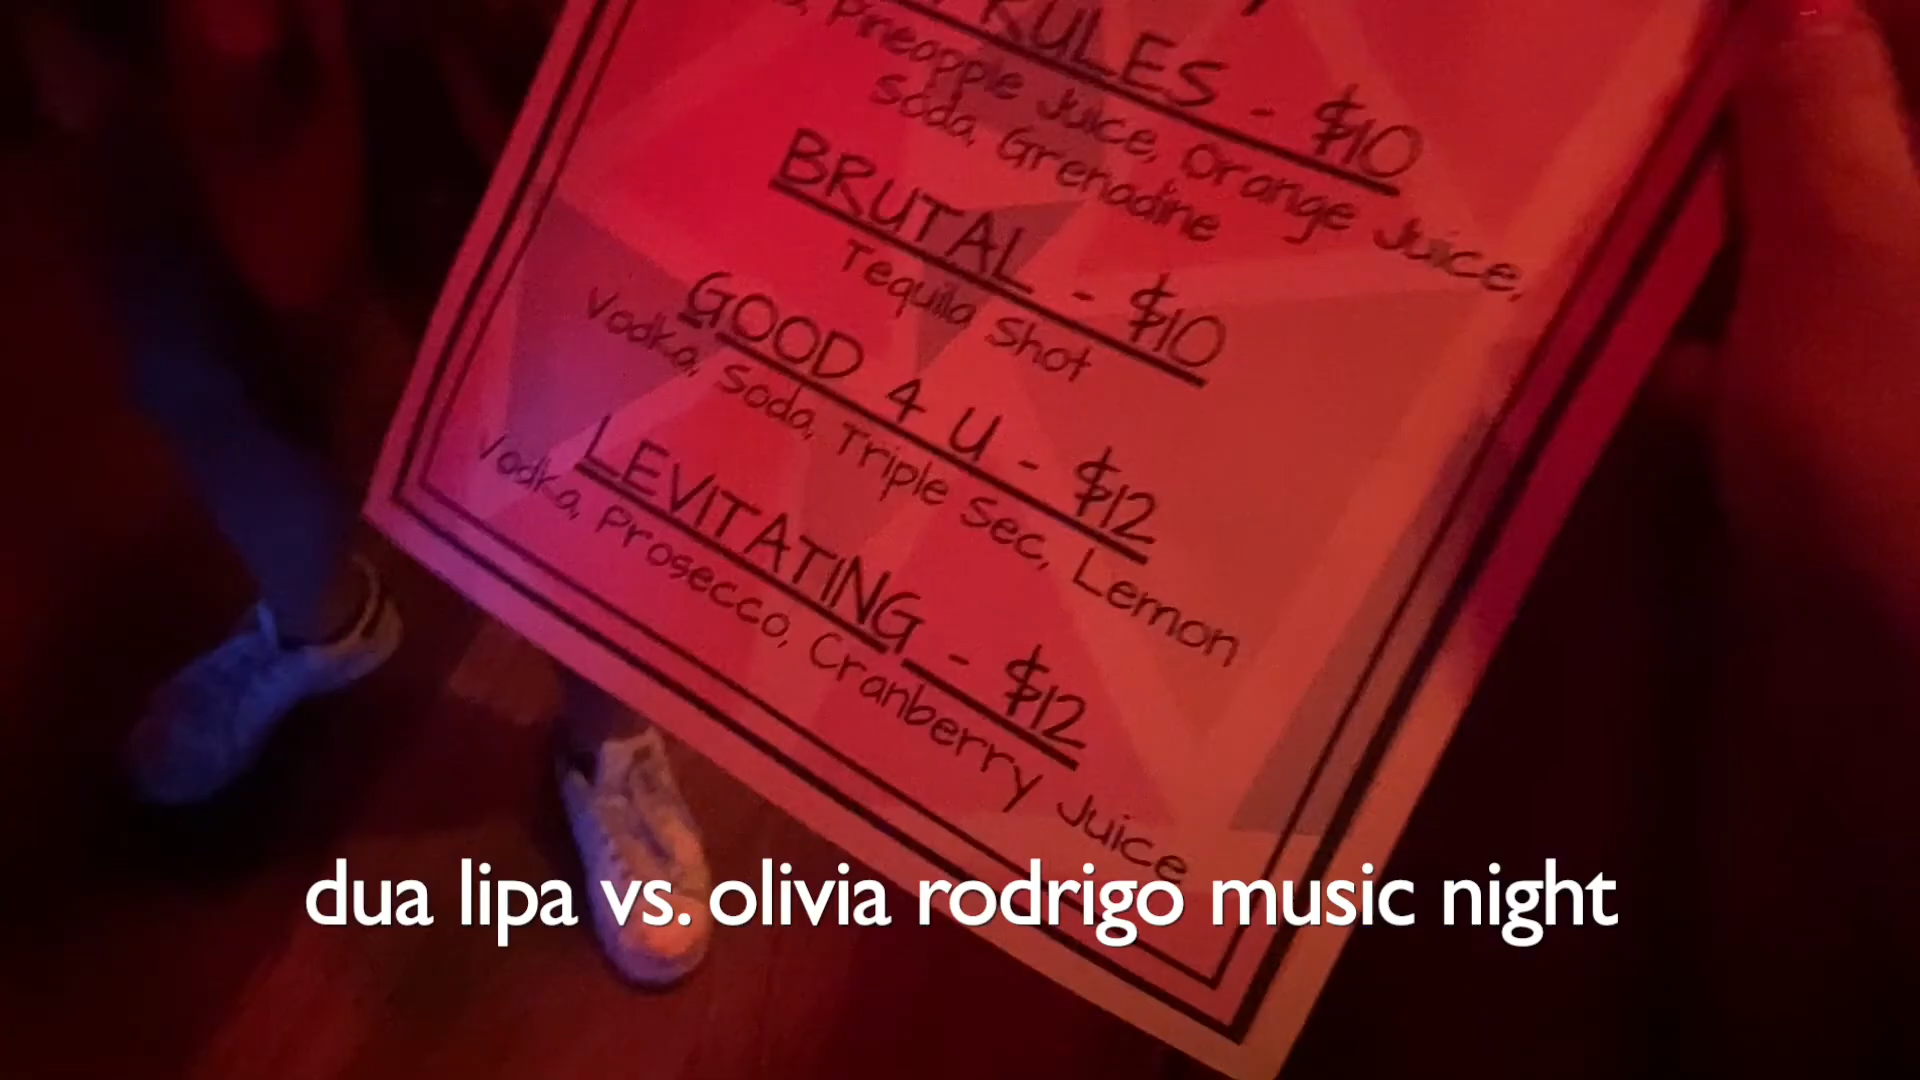 RULES - $10
Pineapple Juice, Orange Juice,
Soda, Grenadine
BRUTAL - $10
Tequila Shot
GOOD 4 U - $12
Vodka, Soda, Triple Sec, Lemon
LEVITATING - $12
Vodka, Prosecco, Cranberry Juice
dua lipa vs. olivia rodrigo music night